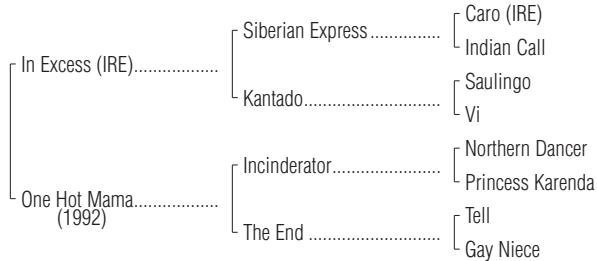 Caro (IRE)
Siberian Express...............
Indian Call
In Excess (IRE)..................
Saulingo
Kantado.............................
Vi
Northern Dancer
Incinderator.......................
Princess Karenda
One Hot Mama..................
(1992)
Tell
The End ............................
Gay Niece